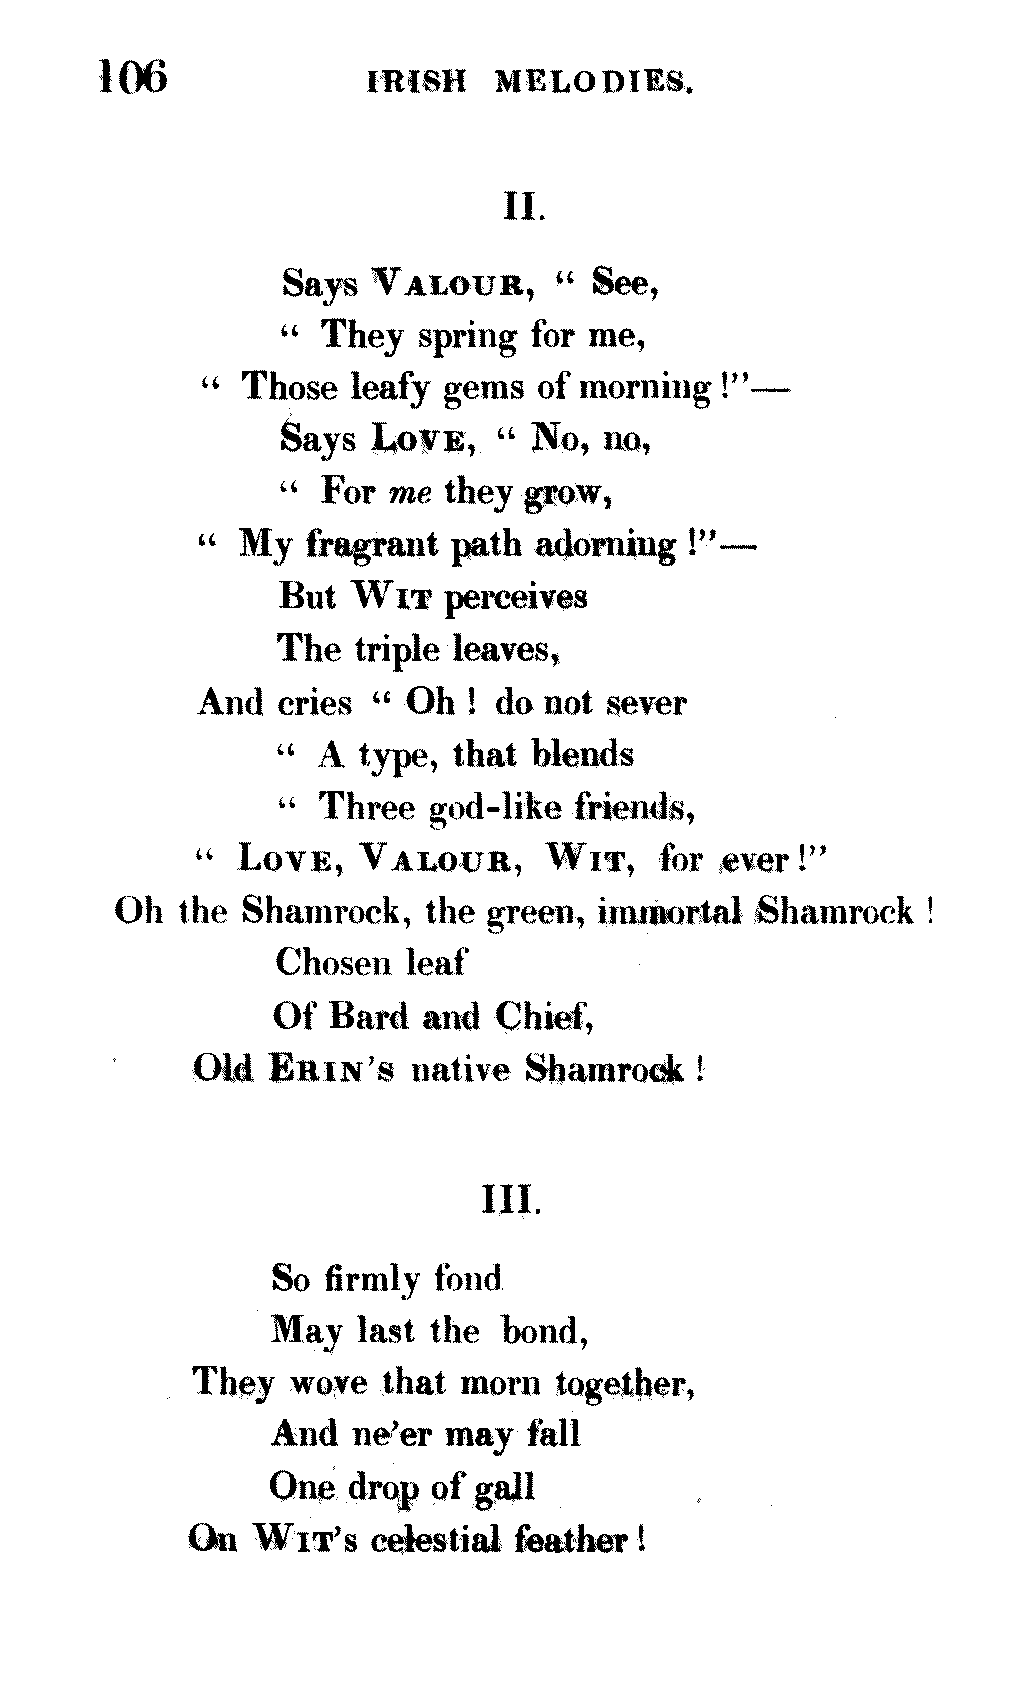 106 IRISH MELODIES.
II.
Says VALOUR, “ See,
“ They spring for me,
“ Those leafy gems of morning !”—
Says LOVE, “ No, no,
“ For me they grow,
“ My fragrant path adorning !”—
But WIT perceives
The triple leaves,
And cries “ Oh ! do not sever
“ A type, that blends
“ Three god-like friends,
“ LOVE, VALOUR, WIT, for ever !”
Oh the Shamrock, the green, immortal Shamrock !
Chosen leaf
Of Bard and Chief,
Old ERIN’S native Shamrock !
III.
So firmly fond
May last the bond,
They wove that morn together,
And ne’er may fall
One drop of gall
On WIT’s celestial feather !